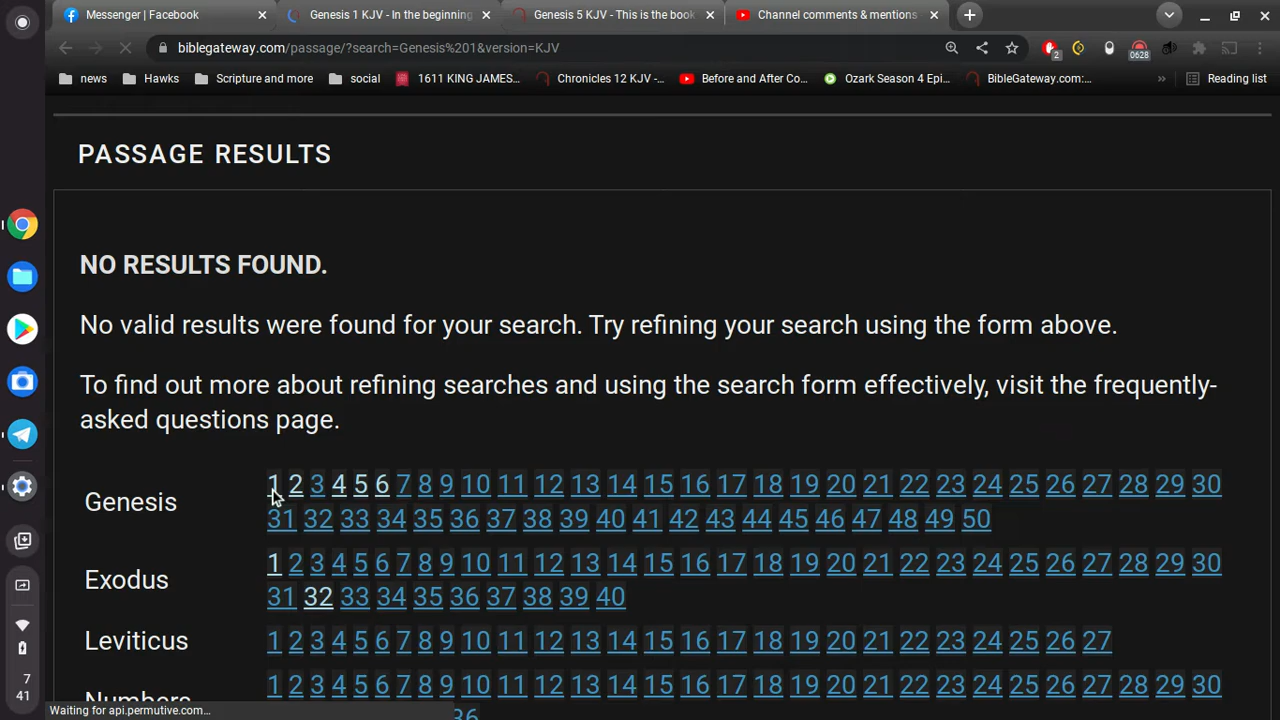 Messenger | Facebook
Genesis 1 KJV - In the beginning
Genesis 5 KJV - This is the book
Channel comments & mentions
biblegateway.com/passage/?search=Genesis%201&version=KJV
2
0628
news
Hawks
Scripture and more
social
1611 KING JAMES...
Chronicles 12 KJV -...
Before and After Co...
Ozark Season 4 Epi...
BibleGateway.com:...
»
Reading list
PASSAGE RESULTS
NO RESULTS FOUND.
No valid results were found for your search. Try refining your search using the form above.
To find out more about refining searches and using the search form effectively, visit the frequently-
asked questions page.
Genesis
1 2 3 4 5 6 7 8 9 10 11 12 13 14 15 16 17 18 19 20 21 22 23 24 25 26 27 28 29 30
31 32 33 34 35 36 37 38 39 40 41 42 43 44 45 46 47 48 49 50
Exodus
1 2 3 4 5 6 7 8 9 10 11 12 13 14 15 16 17 18 19 20 21 22 23 24 25 26 27 28 29 30
31 32 33 34 35 36 37 38 39 40
Leviticus
1 2 3 4 5 6 7 8 9 10 11 12 13 14 15 16 17 18 19 20 21 22 23 24 25 26 27
Numbers
1 2 3 4 5 6 7 8 9 10 11 12 13 14 15 16 17 18 19 20 21 22 23 24 25 26 27 28 29 30
36
7
41
Waiting for api.permutive.com...